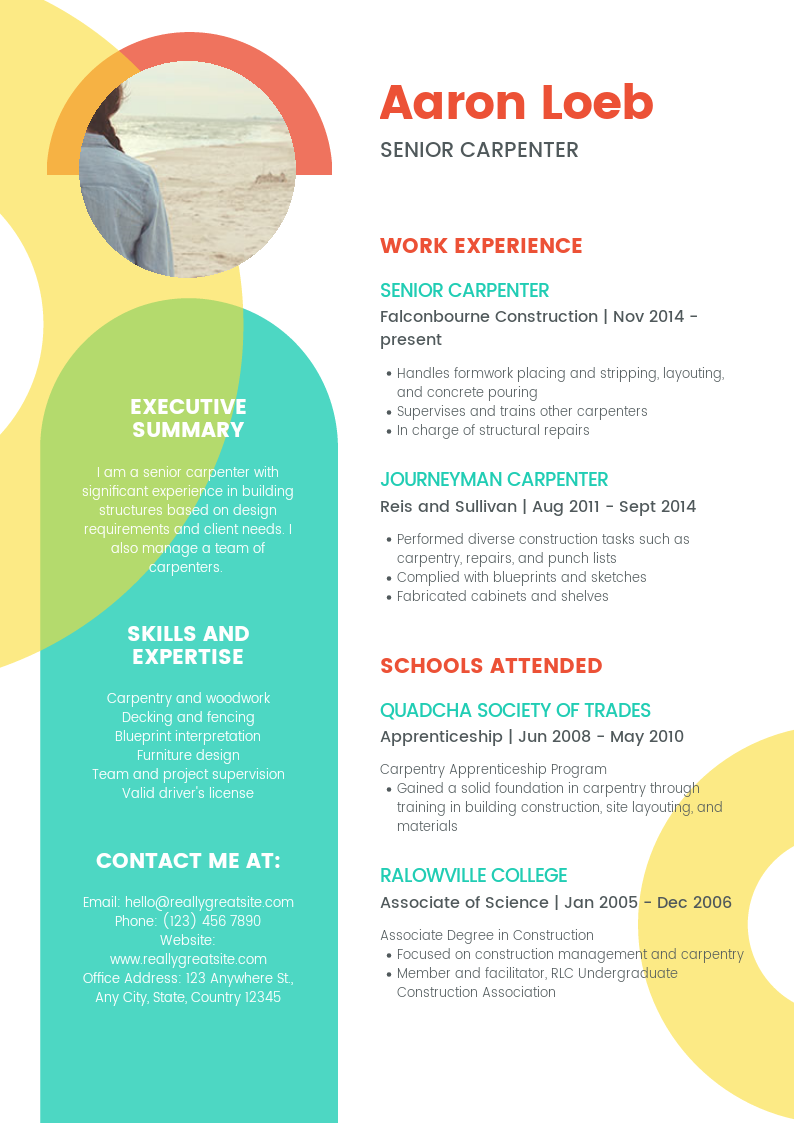 Aaron Loeb
SENIOR CARPENTER
EXECUTIVE
SUMMARY
I am a senior carpenter with
significant experience in building
structures based on design
requirements and client needs. I
also manage a team of
carpenters.
SKILLS AND
EXPERTISE
Carpentry and woodwork
Decking and fencing
Blueprint interpretation
Furniture design
Team and project supervision
Valid driver's license
CONTACT ME AT:
Email: hello@reallygreatsite.com
Phone: (123) 456 7890
Website:
www.reallygreatsite.com
Office Address: 123 Anywhere St.,
Any City, State, Country 12345
WORK EXPERIENCE
SENIOR CARPENTER
Falconbourne Construction | Nov 2014 -
present
• Handles formwork placing and stripping, layouting,
and concrete pouring
• Supervises and trains other carpenters
• In charge of structural repairs
JOURNEYMAN CARPENTER
Reis and Sullivan | Aug 2011 - Sept 2014
• Performed diverse construction tasks such as
carpentry, repairs, and punch lists
• Complied with blueprints and sketches
• Fabricated cabinets and shelves
SCHOOLS ATTENDED
QUADCHA SOCIETY OF TRADES
Apprenticeship | Jun 2008 - May 2010
Carpentry Apprenticeship Program
• Gained a solid foundation in carpentry through
training in building construction, site layouting, and
materials
RALOWVILLE COLLEGE
Associate of Science | Jan 2005 - Dec 2006
Associate Degree in Construction
• Focused on construction management and carpentry
• Member and facilitator, RLC Undergraduate
Construction Association